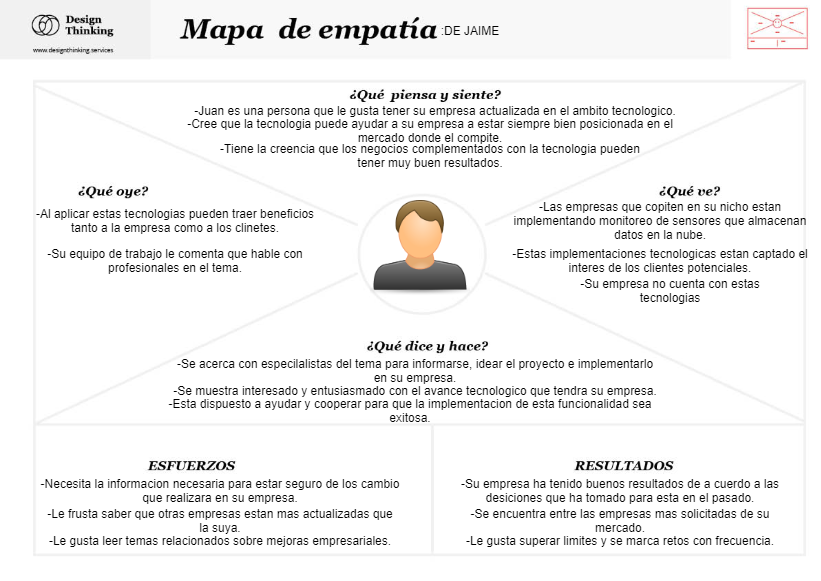 Design
Thinking
www.designthinking.services
Mapa de empatía :DE JAIME
¿Qué piensa y siente?
-Juan es una persona que le gusta tener su empresa actualizada en el ambito tecnologico.
-Cree que la tecnologia puede ayudar a su empresa a estar siempre bien posicionada en el
mercado donde el compite.
-Tiene la creencia que los negocios complementados con la tecnologia pueden
tener muy buen resultados.
¿Qué oye?
-Al aplicar estas tecnologias pueden traer beneficios
tanto a la empresa como a los clinetes.
-Su equipo de trabajo le comenta que hable con
profesionales en el tema.
¿Qué ve?
-Las empresas que copiten en su nicho estan
implementando monitoreo de sensores que almacenan
datos en la nube.
-Estas implementaciones tecnologicas estan captado el
interes de los clientes potenciales.
-Su empresa no cuenta con estas
tecnologias
¿Qué dice y hace?
-Se acerca con especilalistas del tema para informarse, idear el proyecto e implementarlo
en su empresa.
-Se muestra interesado y entusiasmado con el avance tecnologico que tendra su empresa.
-Esta dispuesto a ayudar y cooperar para que la implementacion de esta funcionalidad sea
exitosa.
ESFUERZOS
-Necesita la informacion necesaria para estar seguro de los cambio
que realizara en su empresa.
-Le frusta saber que otras empresas estan mas actualizadas que
la suya.
-Le gusta leer temas relacionados sobre mejoras empresariales.
RESULTADOS
-Su empresa ha tenido buenos resultados de a cuerdo a las
desiciones que ha tomado para esta en el pasado.
-Se encuentra entre las empresas mas solicitadas de su
mercado.
-Le gusta superar limites y se marca retos con frecuencia.